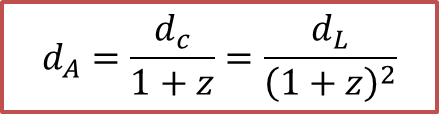 d_A = d_c / (1 + z) = d_L / (1 + z)²